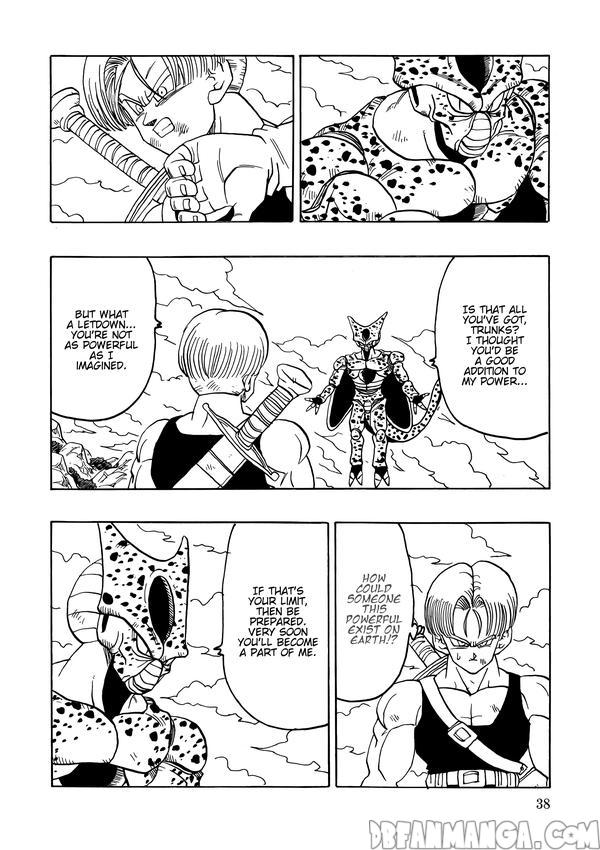 IS THAT ALL
YOU'VE GOT,
TRUNKS?
I THOUGHT
YOU'D BE
A GOOD
ADDITION TO
MY POWER...
BUT WHAT
A LETDOWN...
YOU'RE NOT
AS POWERFUL
AS I
IMAGINED.
HOW
COULD
SOMEONE
THIS
POWERFUL
EXIST ON
EARTH!?
IF THAT'S
YOUR LIMIT,
THEN BE
PREPARED.
VERY SOON
YOU'LL BECOME
A PART OF ME.
38
DBFANMANGA.COM